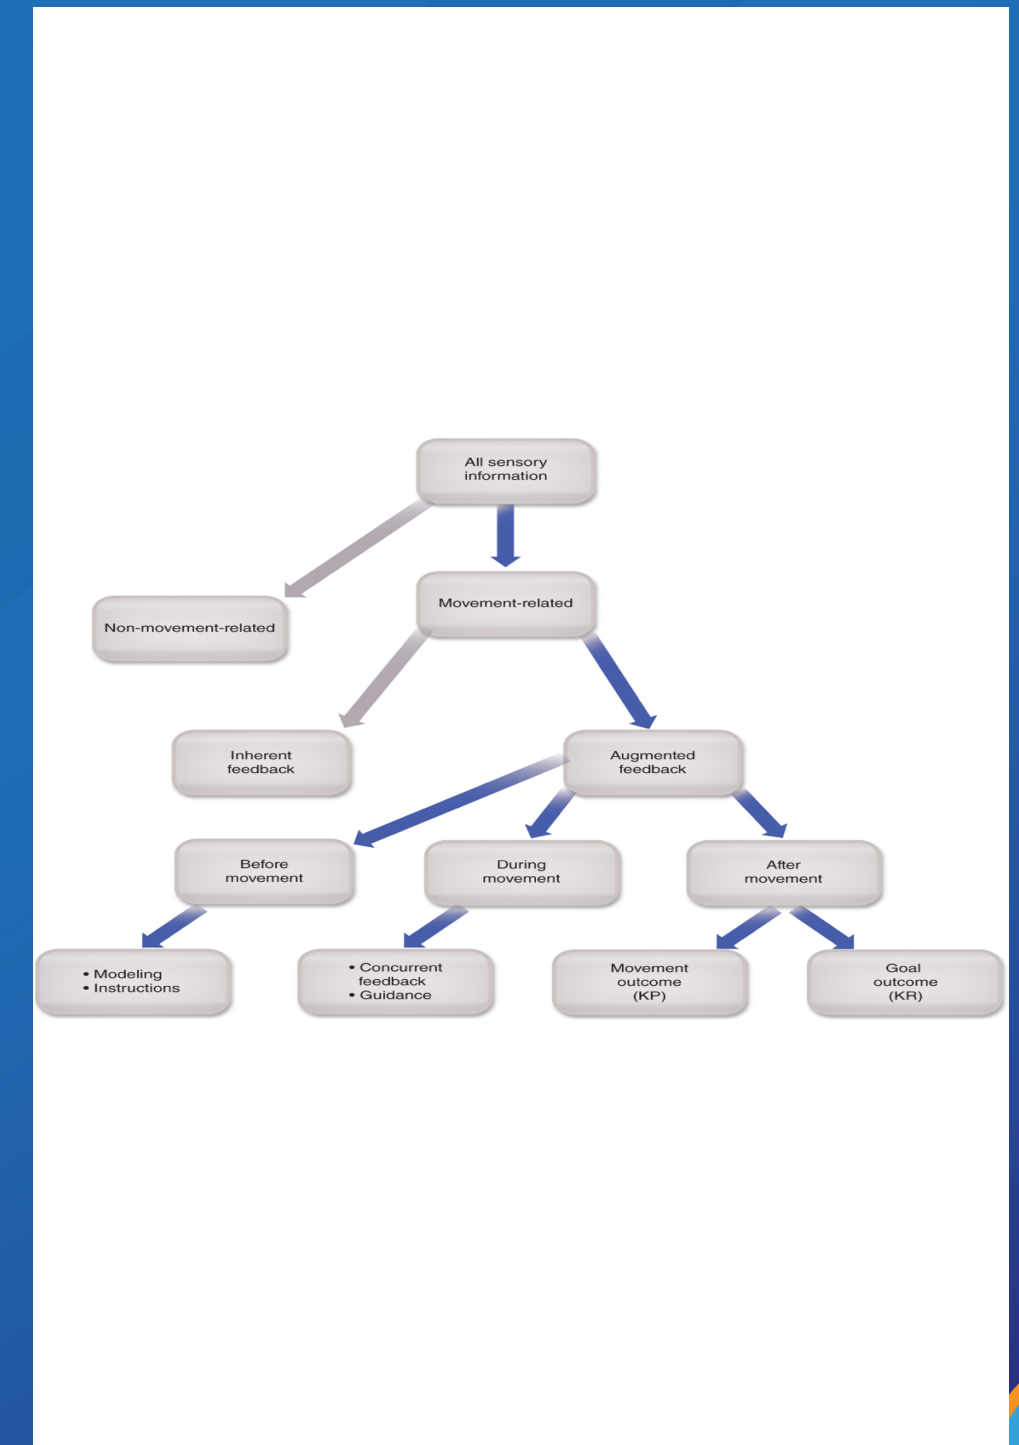 All sensory
information
Movement-related
Non-movement-related
Inherent
feedback
Augmented
feedback
Before
movement
During
movement
After
movement
• Modeling
• Instructions
• Concurrent
feedback
• Guidance
Movement
outcome
(KP)
Goal
outcome
(KR)